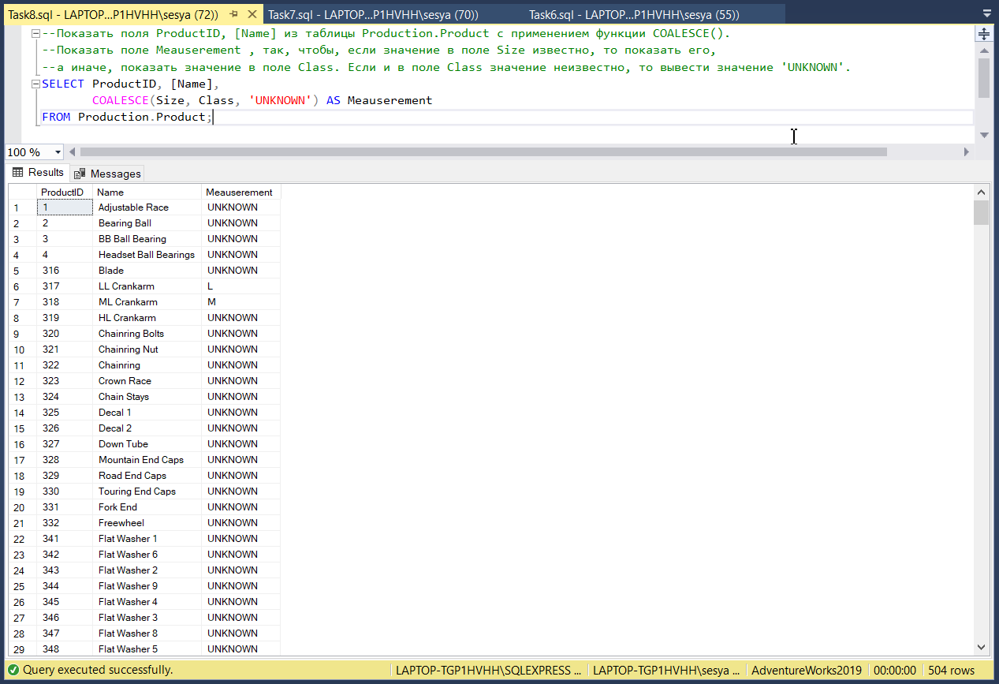 Task8.sql - LAPTOP...P1HVHH\sesya (72)) Task7.sql - LAPTOP...P1HVHH\sesya (70)) Task6.sql - LAPTOP...P1HVHH\sesya (55))
--Показать поля ProductID, [Name] из таблицы Production.Product с применением функции COALESCE().
--Показать поле Meauserement , так, чтобы, если значение в поле Size известно, то показать его,
--а иначе, показать значение в поле Class. Если и в поле Class значение неизвестно, то вывести значение 'UNKNOWN'.
SELECT ProductID, [Name],
COALESCE(Size, Class, 'UNKNOWN') AS Meauserement
FROM Production.Product;
100 %
Results Messages
ProductID Name Meauserement
1 1 Adjustable Race UNKNOWN
2 2 Bearing Ball UNKNOWN
3 3 BB Ball Bearing UNKNOWN
4 4 Headset Ball Bearings UNKNOWN
5 316 Blade UNKNOWN
6 317 LL Crankarm L
7 318 ML Crankarm M
8 319 HL Crankarm UNKNOWN
9 320 Chainring Bolts UNKNOWN
10 321 Chainring Nut UNKNOWN
11 322 Chainring UNKNOWN
12 323 Crown Race UNKNOWN
13 324 Chain Stays UNKNOWN
14 325 Decal 1 UNKNOWN
15 326 Decal 2 UNKNOWN
16 327 Down Tube UNKNOWN
17 328 Mountain End Caps UNKNOWN
18 329 Road End Caps UNKNOWN
19 330 Touring End Caps UNKNOWN
20 331 Fork End UNKNOWN
21 332 Freewheel UNKNOWN
22 341 Flat Washer 1 UNKNOWN
23 342 Flat Washer 6 UNKNOWN
24 343 Flat Washer 2 UNKNOWN
25 344 Flat Washer 9 UNKNOWN
26 345 Flat Washer 4 UNKNOWN
27 346 Flat Washer 3 UNKNOWN
28 347 Flat Washer 8 UNKNOWN
29 348 Flat Washer 5 UNKNOWN
Query executed successfully. LAPTOP-TGP1HVHH\SQLEXPRESS ... LAPTOP-TGP1HVHH\sesya ... AdventureWorks2019 00:00:00 504 rows